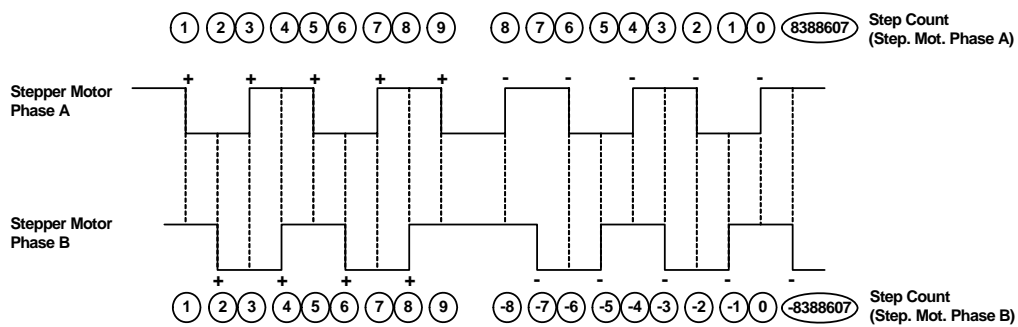 1 2 3 4 5 6 7 8 9 8 7 6 5 4 3 2 1 0 8388607 Step Count
(Step. Mot. Phase A)
+ + + + + - - - - -
Stepper Motor
Phase A
Stepper Motor
Phase B
+ + + + - - - - -
1 2 3 4 5 6 7 8 9 -8 -7 -6 -5 -4 -3 -2 -1 0 -8388607 Step Count
(Step. Mot. Phase B)